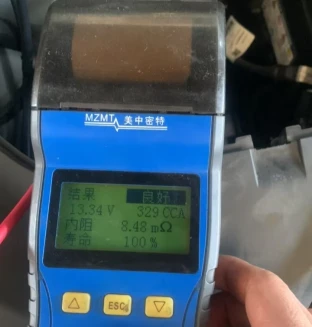 MZMT 美中密特
结果 良好
13.34 V 329 CCA
内阻 8.48 mΩ
寿命 100 %
△ ESC ▽